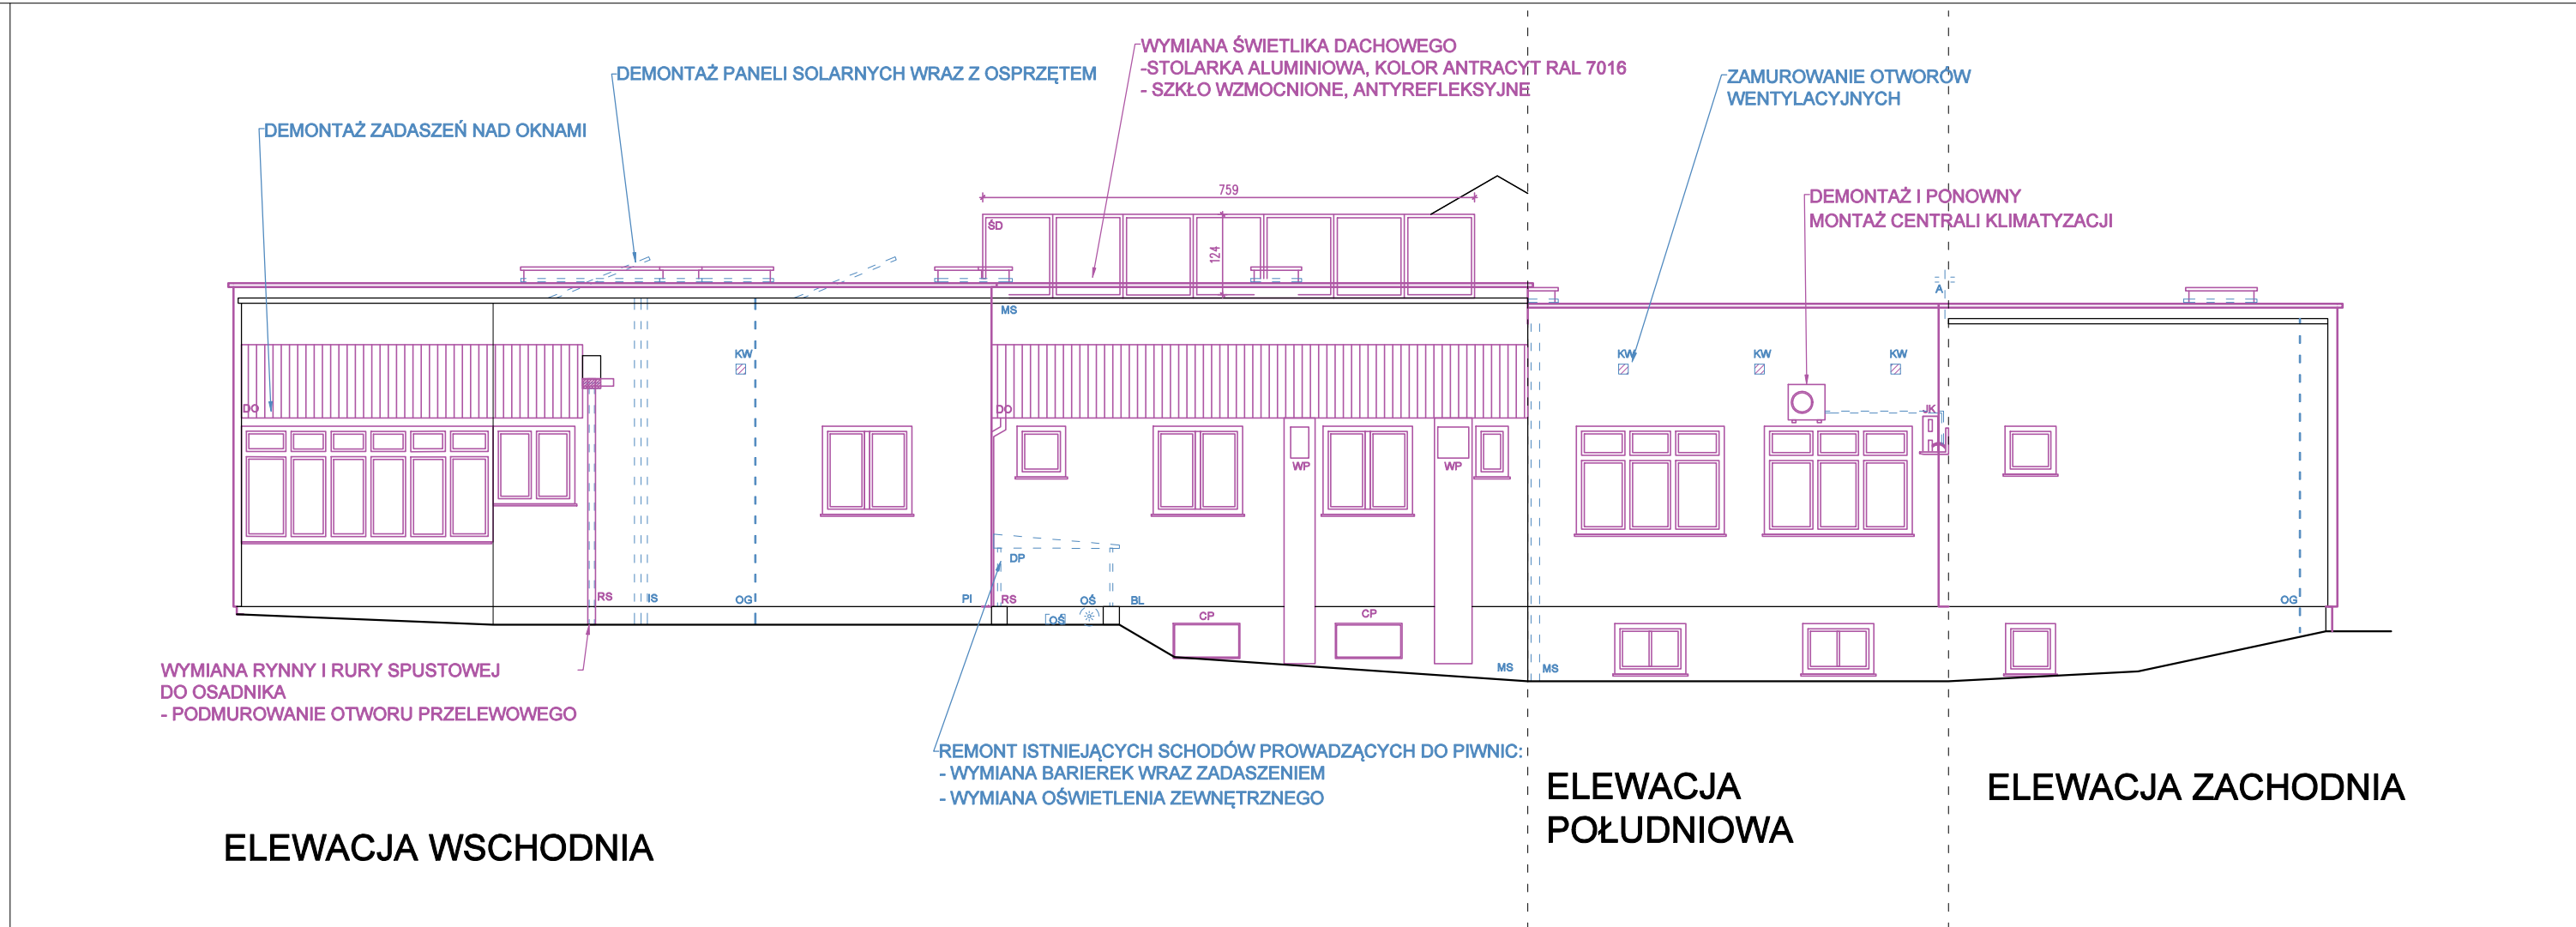 WYMIANA ŚWIETLIKA DACHOWEGO
-STOLARKA ALUMINIOWA, KOLOR ANTRACYT RAL 7016
- SZKŁO WZMOCNIONE, ANTYREFLEKSYJNE
DEMONTAŻ PANELI SOLARNYCH WRAZ Z OSPRZĘTEM
ZAMUROWANIE OTWORÓW
WENTYLACYJNYCH
DEMONTAŻ ZADASZEŃ NAD OKNAMI
759
DEMONTAŻ I PONOWNY
MONTAŻ CENTRALI KLIMATYZACJI
ŚD
124
A
MS
KW
KW
KW
KW
DO
DO
JK
WP
WP
DP
RS
IS
OG
PI
RS
OŚ
BL
OG
OŚ
CP
CP
MS
MS
WYMIANA RYNNY I RURY SPUSTOWEJ
DO OSADNIKA
- PODMUROWANIE OTWORU PRZELEWOWEGO
REMONT ISTNIEJĄCYCH SCHODÓW PROWADZĄCYCH DO PIWNIC:
- WYMIANA BARIEREK WRAZ ZADASZENIEM
- WYMIANA OŚWIETLENIA ZEWNĘTRZNEGO
ELEWACJA WSCHODNIA
ELEWACJA
POŁUDNIOWA
ELEWACJA ZACHODNIA